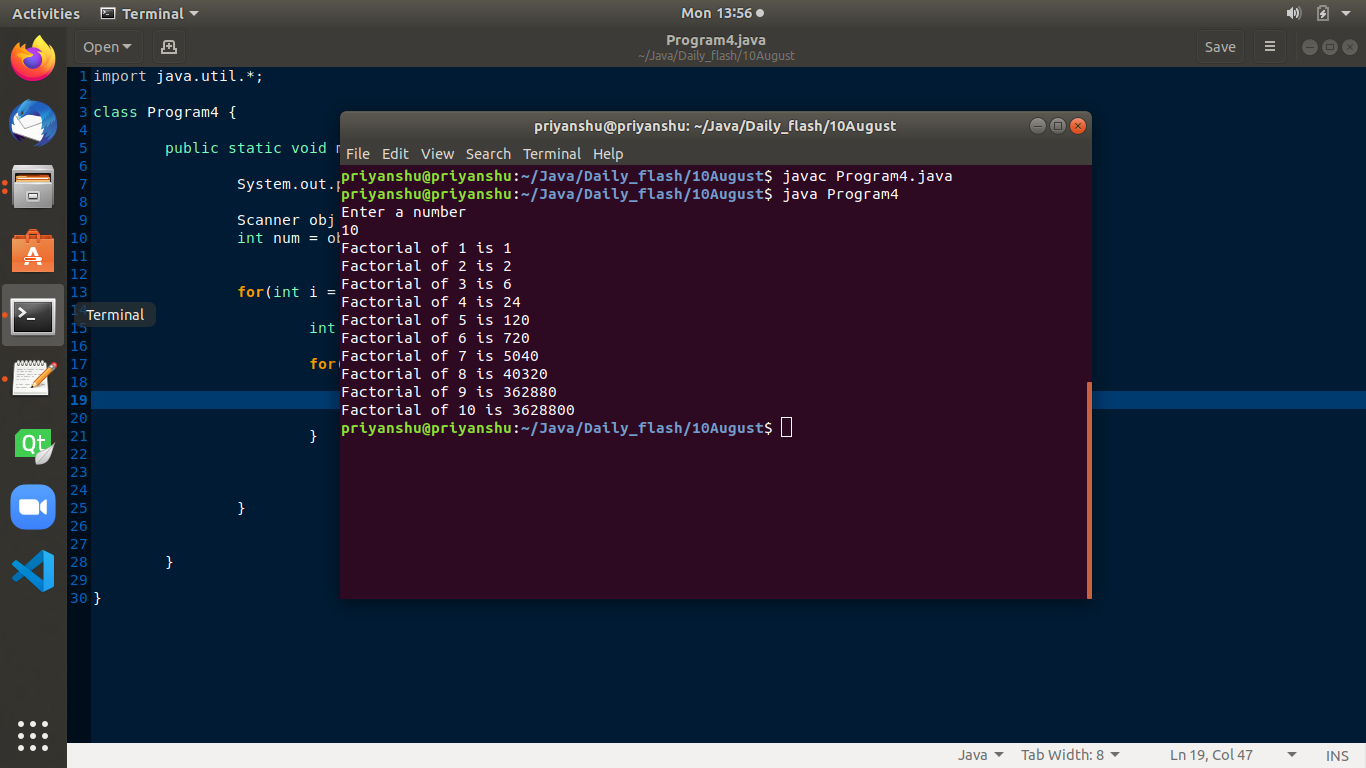 Activities Terminal Mon 13:56
Open Program4.java Save
~/Java/Daily_flash/10August
1 import java.util.*;
2
3 class Program4 {
4
5 public static void
6
7 System.out.
8
9 Scanner obj
10 int num =
11
12
13 for(int i =
15 int
16
17 for
18
19
20
21 }
22
23
24
25 }
26
27
28 }
29
30 }
Terminal
priyanshu@priyanshu: ~/Java/Daily_flash/10August
File Edit View Search Terminal Help
priyanshu@priyanshu:~/Java/Daily_flash/10August$ javac Program4.java
priyanshu@priyanshu:~/Java/Daily_flash/10August$ java Program4
Enter a number
10
Factorial of 1 is 1
Factorial of 2 is 2
Factorial of 3 is 6
Factorial of 4 is 24
Factorial of 5 is 120
Factorial of 6 is 720
Factorial of 7 is 5040
Factorial of 8 is 40320
Factorial of 9 is 362880
Factorial of 10 is 3628800
priyanshu@priyanshu:~/Java/Daily_flash/10August$
Qt
Java Tab Width: 8 Ln 19, Col 47 INS